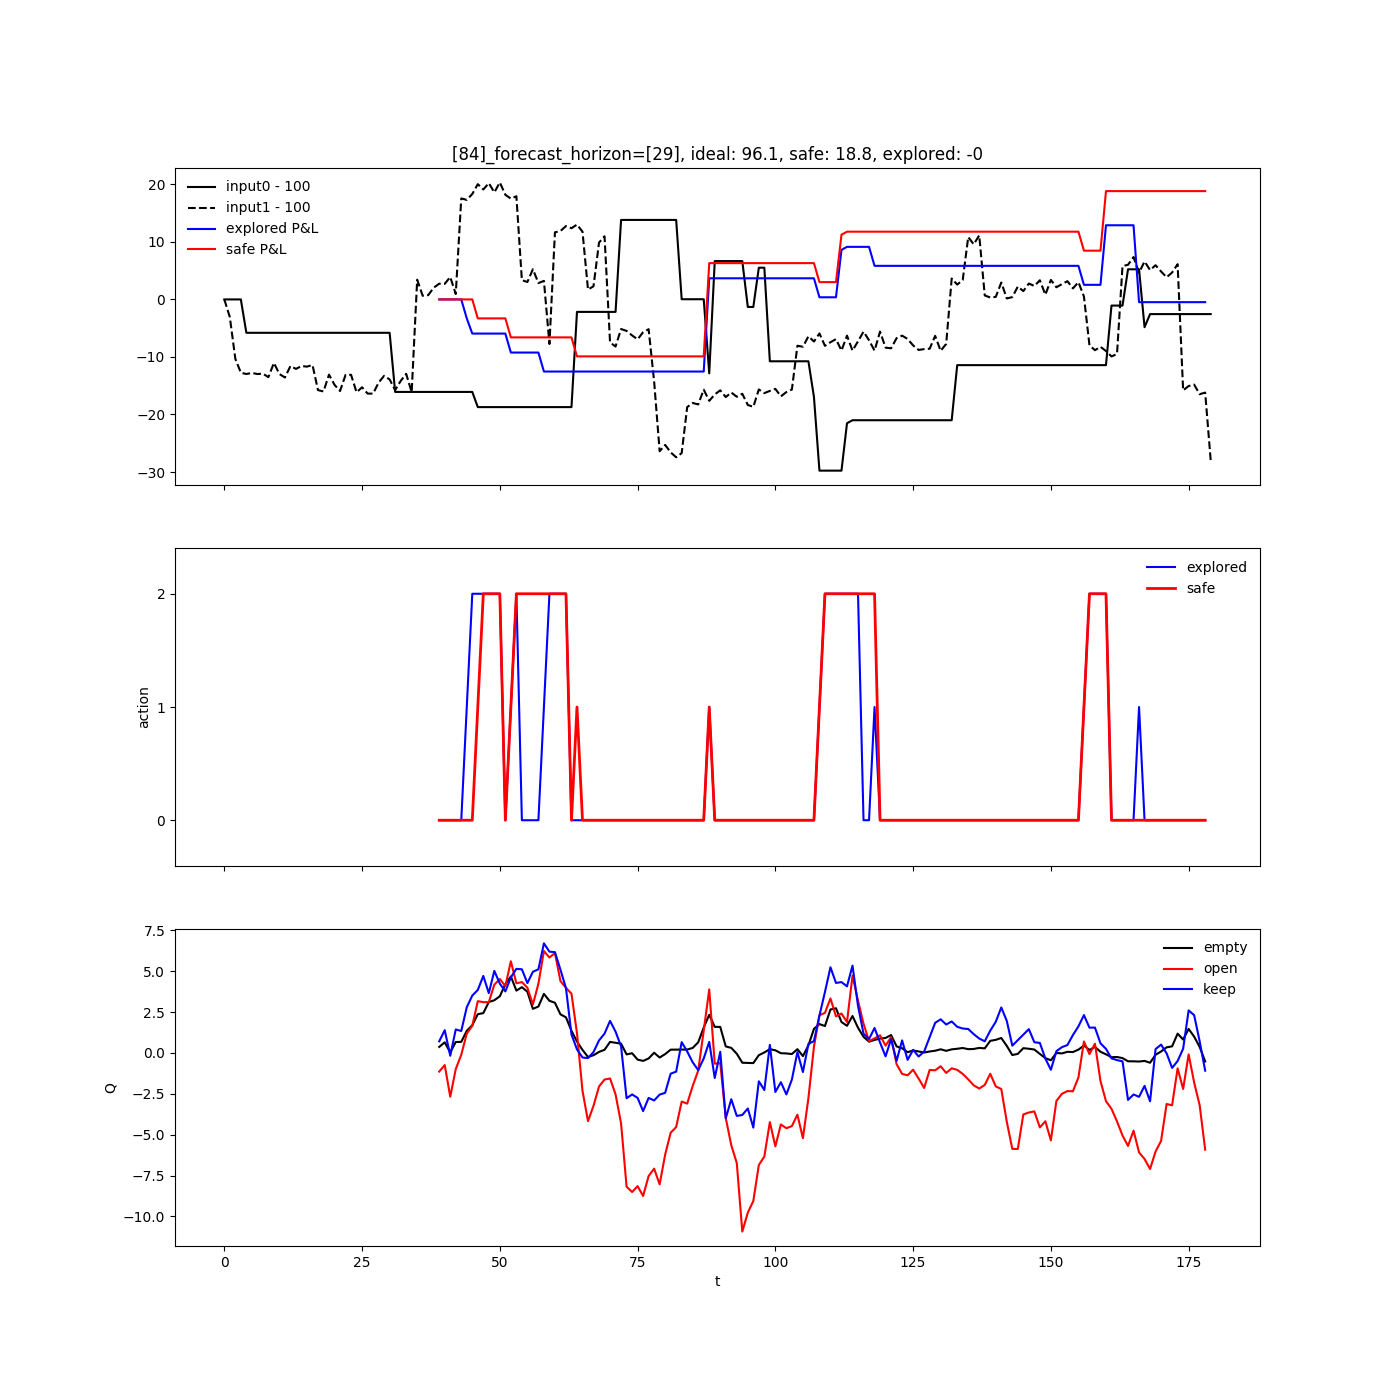 [84]_forecast_horizon=[29], ideal: 96.1, safe: 18.8, explored: -0
20
10
0
−10
−20
−30
input0 - 100
input1 - 100
explored P&L
safe P&L
action
2
1
0
explored
safe
Q
7.5
5.0
2.5
0.0
−2.5
−5.0
−7.5
−10.0
empty
open
keep
0 25 50 75 100 125 150 175
t